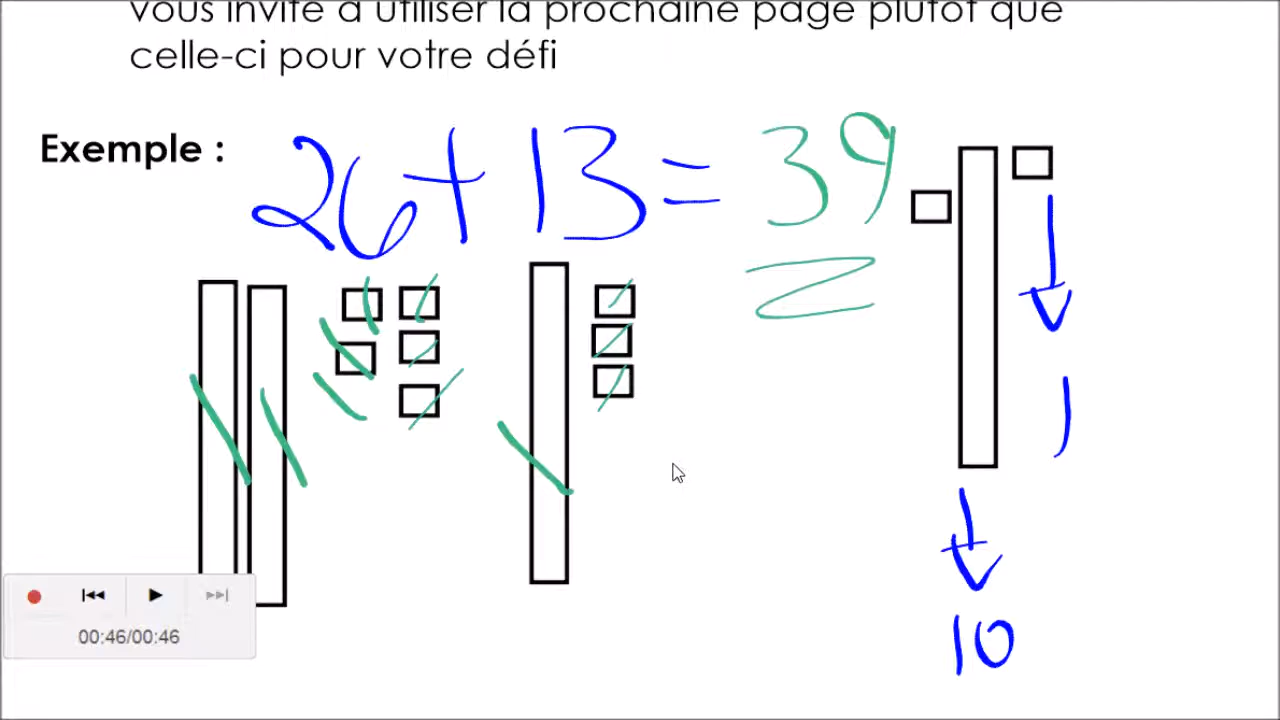 vous invite à utiliser la prochaine page plutôt que
celle-ci pour votre défi
Exemple :
26 + 13 = 39
1
10
00:46/00:46